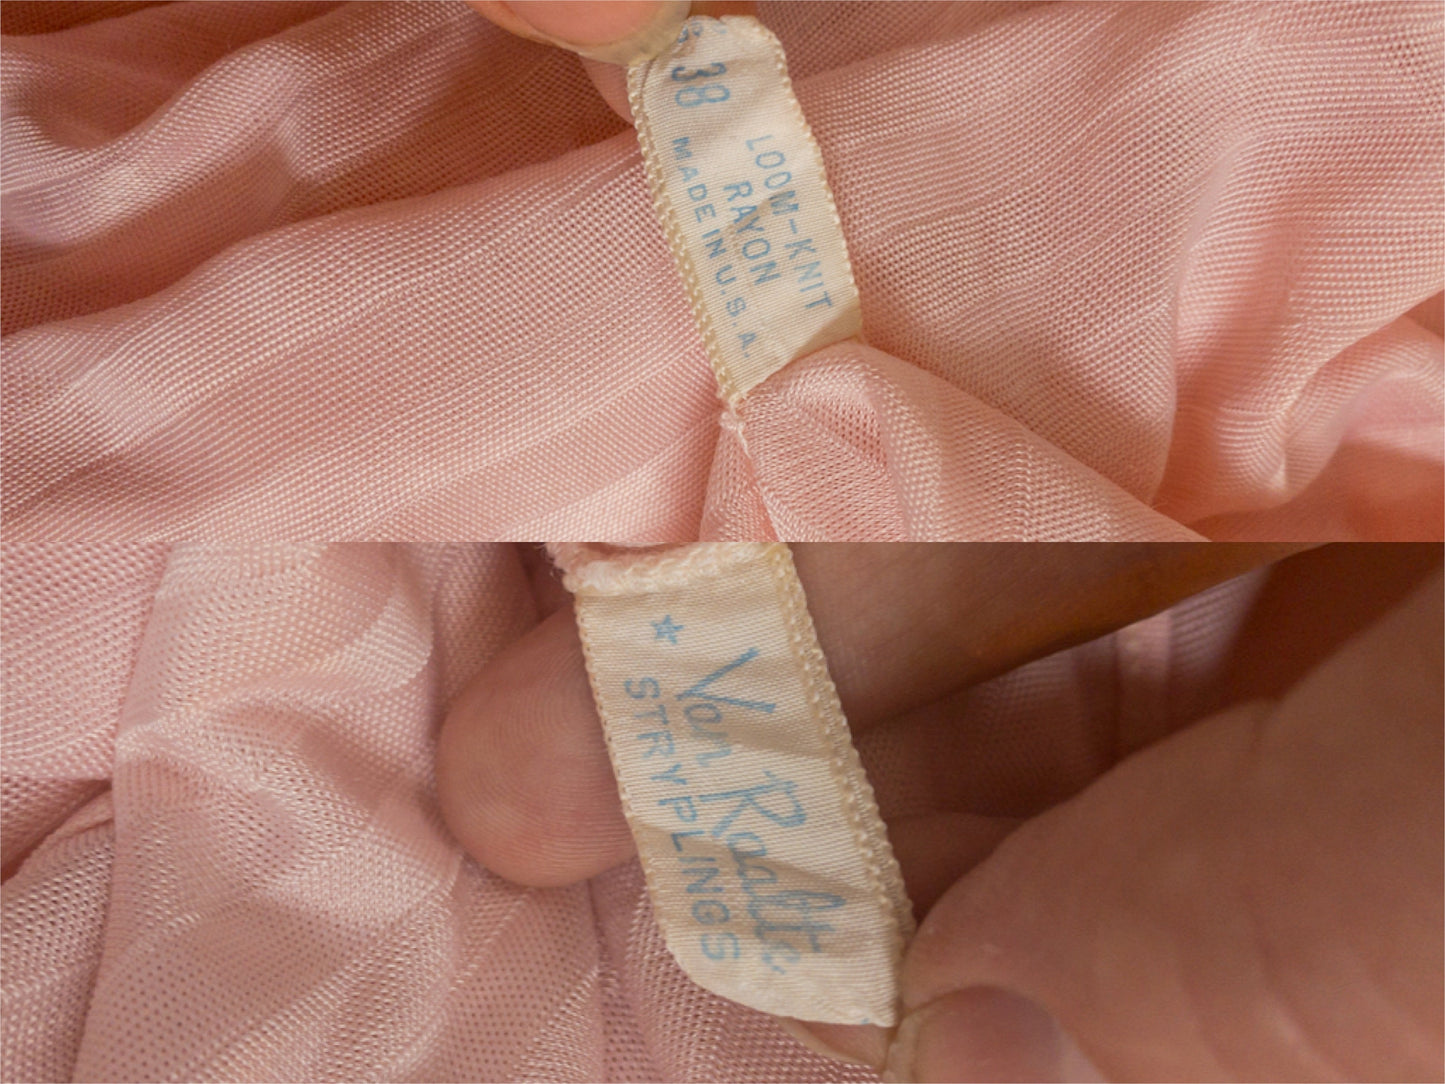 38
LOOM-KNIT
RAYON
MADE IN U.S.A.
Van Raalte
STRYPLINGS